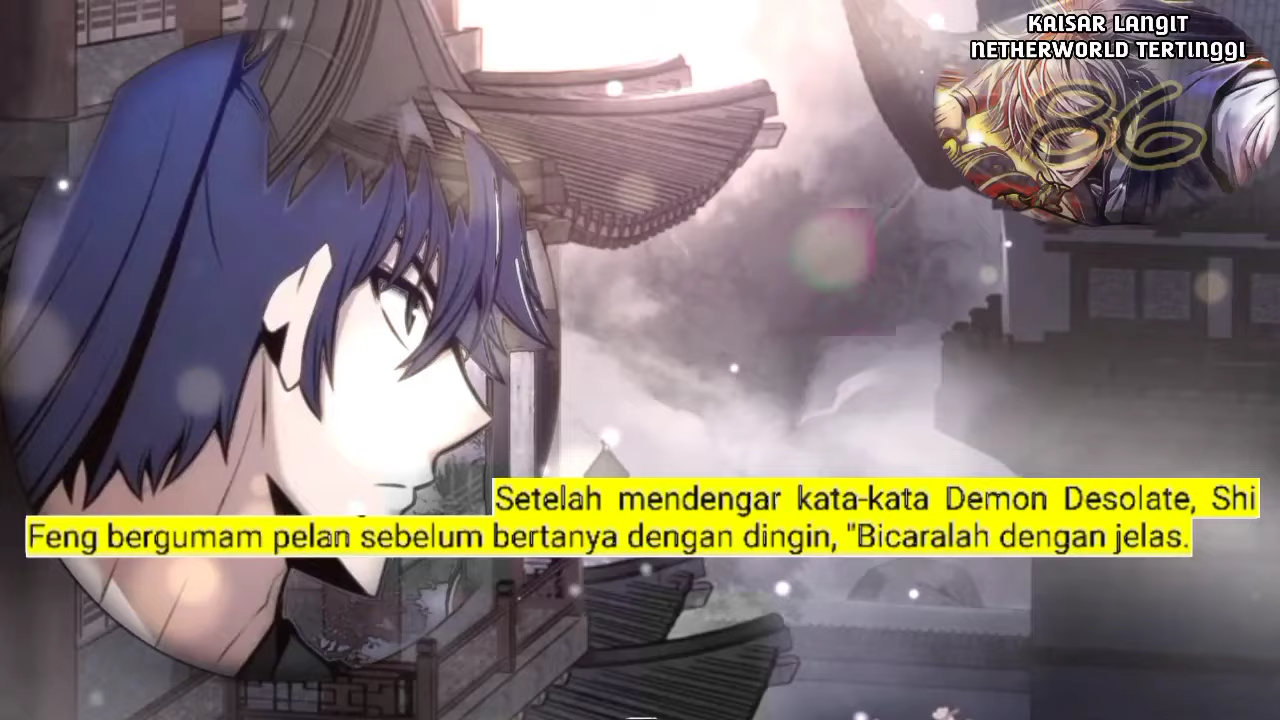 KAISAR LANGIT
NETHERWORLD TERTINGGI
86
Setelah mendengar kata-kata Demon Desolate, Shi
Feng bergumam pelan sebelum bertanya dengan dingin, "Bicaralah dengan jelas.